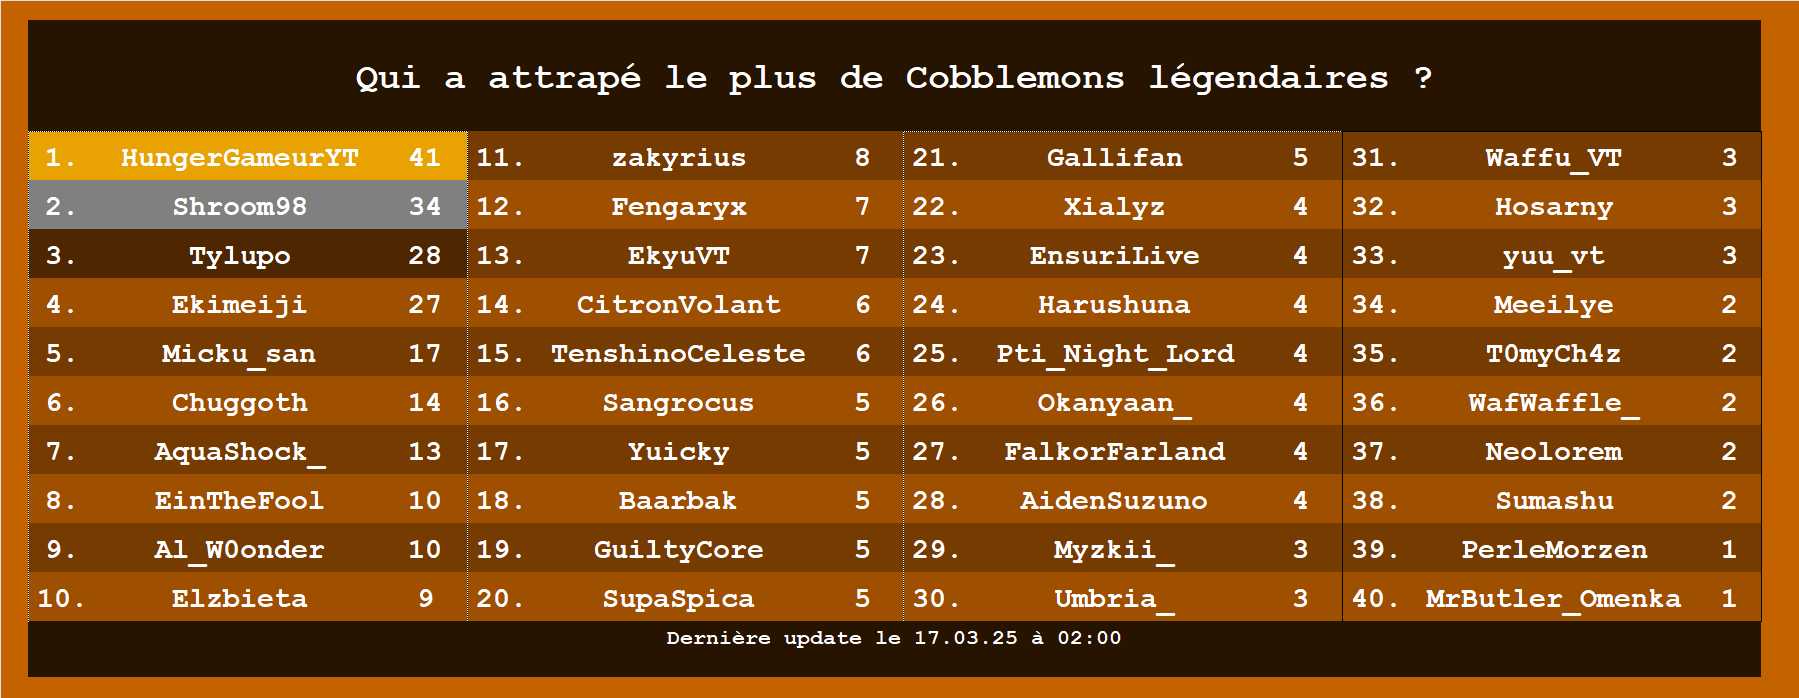 Qui a attrapé le plus de Cobblemons légendaires ?
1. HungerGameurYT 41
2. Shroom98 34
3. Tylupo 28
4. Ekimeiji 27
5. Micku_san 17
6. Chuggoth 14
7. AquaShock_ 13
8. EinTheFool 10
9. Al_W0onder 10
10. Elzbieta 9
11. zakyrius 8
12. Fengaryx 7
13. EkyuVT 7
14. CitronVolant 6
15. TenshinoCeleste 6
16. Sangrocus 5
17. Yuicky 5
18. Baarbak 5
19. GuiltyCore 5
20. SupaSpica 5
21. Gallifan 5
22. Xialyz 4
23. EnsuriLive 4
24. Harushuna 4
25. Pti_Night_Lord 4
26. Okanyaan_ 4
27. FalkorFarland 4
28. AidenSuzuno 4
29. Myzkii_ 3
30. Umbria_ 3
31. Waffu_VT 3
32. Hosarny 3
33. yuu_vt 3
34. Meeilye 2
35. T0myCh4z 2
36. WafWaffle_ 2
37. Neolorem 2
38. Sumashu 2
39. PerleMorzen 1
40. MrButler_Omenka 1
Dernière update le 17.03.25 à 02:00